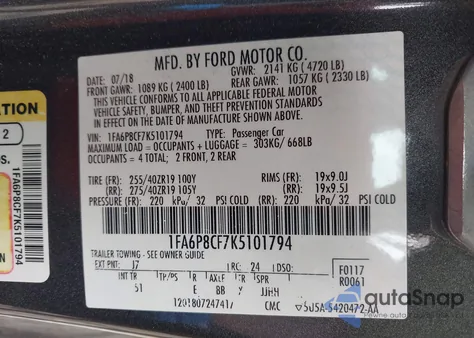 MFD. BY FORD MOTOR CO.
07/18 GVWR: 2141 KG ( 4720 LB)
FRONT GAWR: 1089 KG ( 2400 LB) REAR GAWR: 1057 KG ( 2330 LB)
THIS VEHICLE CONFORMS TO ALL APPLICABLE FEDERAL MOTOR
VEHICLE SAFETY, BUMPER, AND THEFT PREVENTION STANDARDS
IN EFFECT ON THE DATE OF MANUFACTURE SHOWN ABOVE.
VIN: 1FA6P8CF7K5101794 TYPE: Passenger Car
MAXIMUM LOAD = OCCUPANTS + LUGGAGE = 303KG / 668LB
OCCUPANTS = 4 TOTAL; 2 FRONT, 2 REAR
TIRE (FR): 255/40ZR19 100Y RIMS (FR): 19x9.0J
TIRE (RR): 275/40ZR19 105Y RIMS (RR): 19x9.5J
PRESSURE(FR): 220 kPa/ 32 PSI COLD (RR): 220 kPa/ 32 PSI COLD
1FA6P8CF7K5101794
TRAILER TOWING - SEE OWNER GUIDE
EXT PNT: J7 RC: 24 DSO: F0117
INT TR TP/PS R AXLE TR SPR R0061
51 E BB Y JJHH
CMC
ATION
2
1FA6P8CF7K5101794
autoSnap